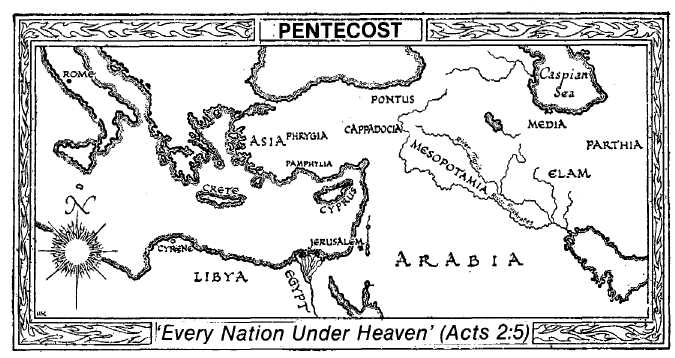 PENTECOST
ROME
Caspian
Sea
PONTUS
ASIA
PHRYGIA
CAPPADOCIA
MEDIA
PARTHIA
MESOPOTAMIA
PAMPHYLIA
ELAM
CRETE
CYPRUS
N
CYRENE
JERUSALEM
LIBYA
EGYPT
ARABIA
'Every Nation Under Heaven' (Acts 2:5)